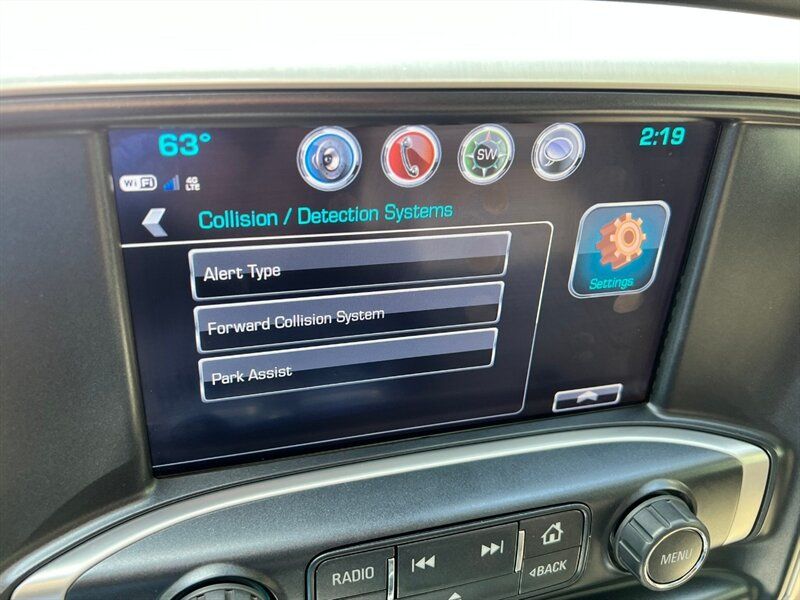 63° 2:19
SW
WiFi 4G LTE
Collision / Detection Systems
Alert Type
Settings
Forward Collision System
Park Assist
RADIO
BACK
MENU